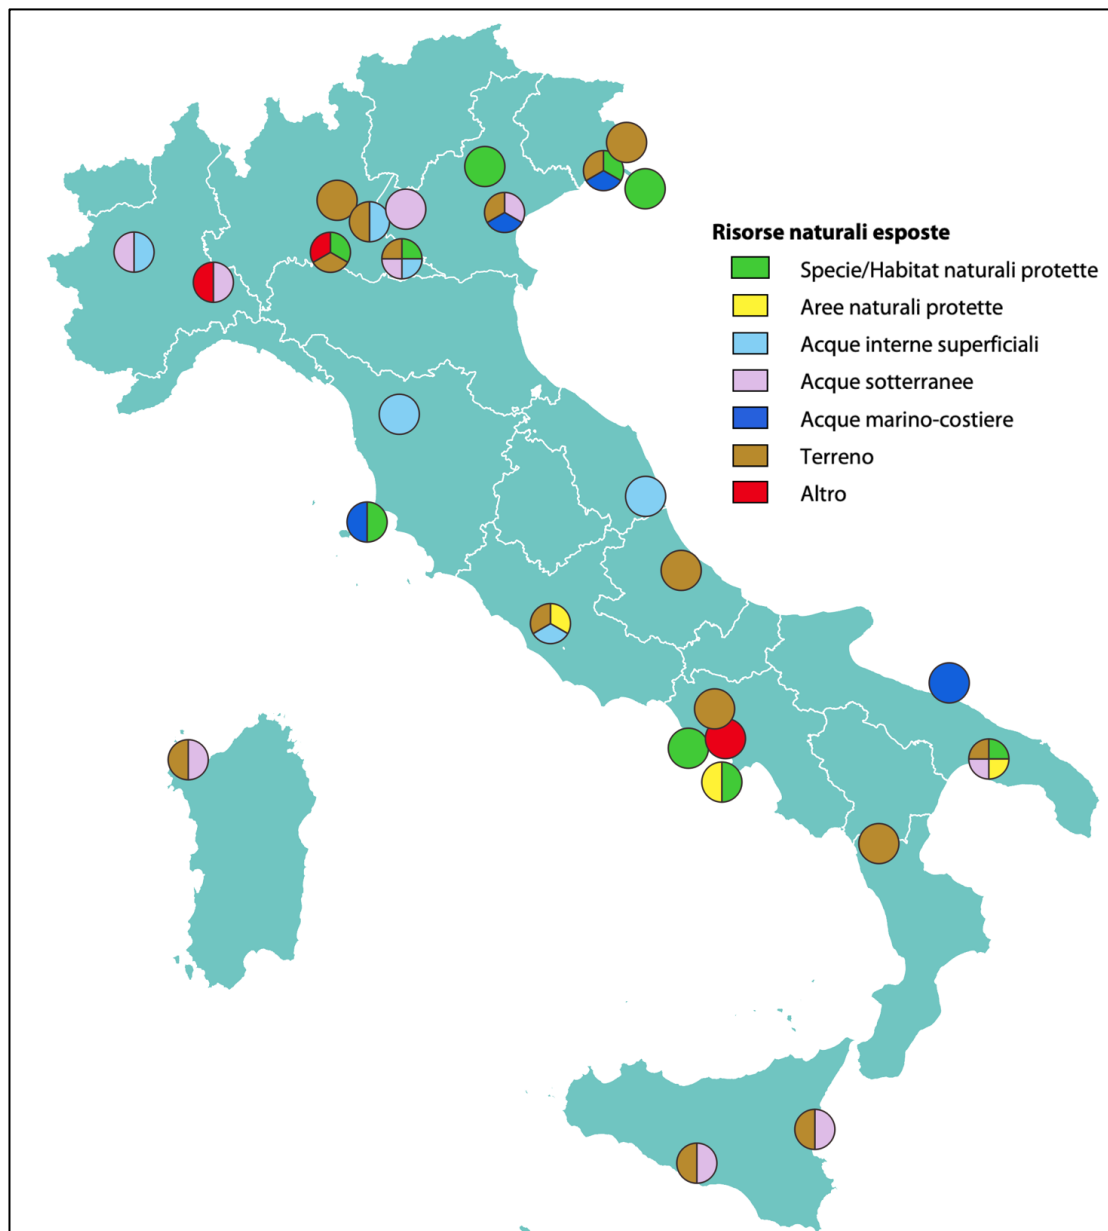 Risorse naturali esposte
Specie/Habitat naturali protette
Aree naturali protette
Acque interne superficiali
Acque sotterranee
Acque marino-costiere
Terreno
Altro